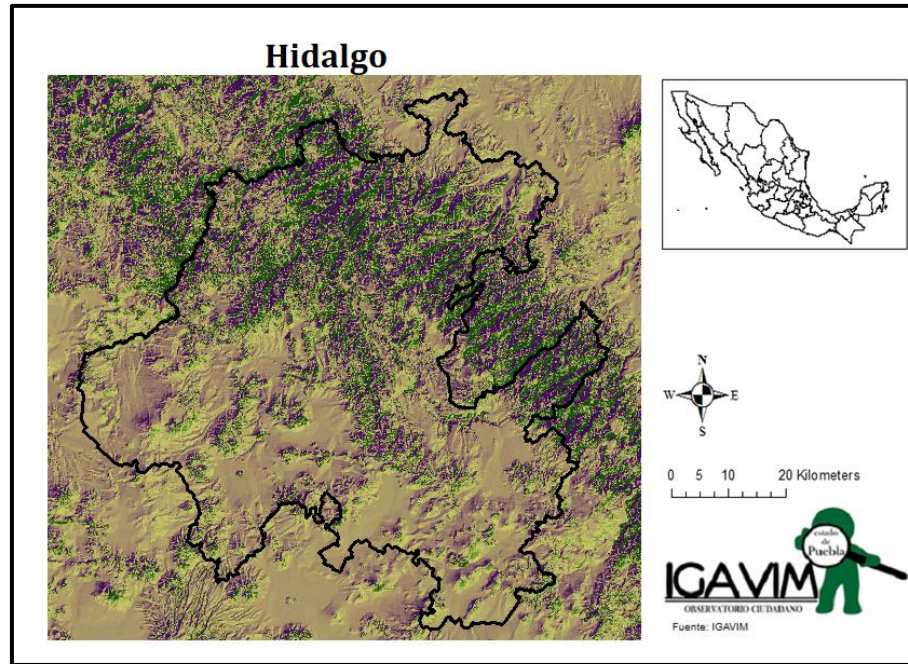 Hidalgo
N
W E
S
0 5 10 20 Kilometers
estado
de
Puebla
IGAVIM
OBSERVATORIO CIUDADANO
Fuente: IGAVIM